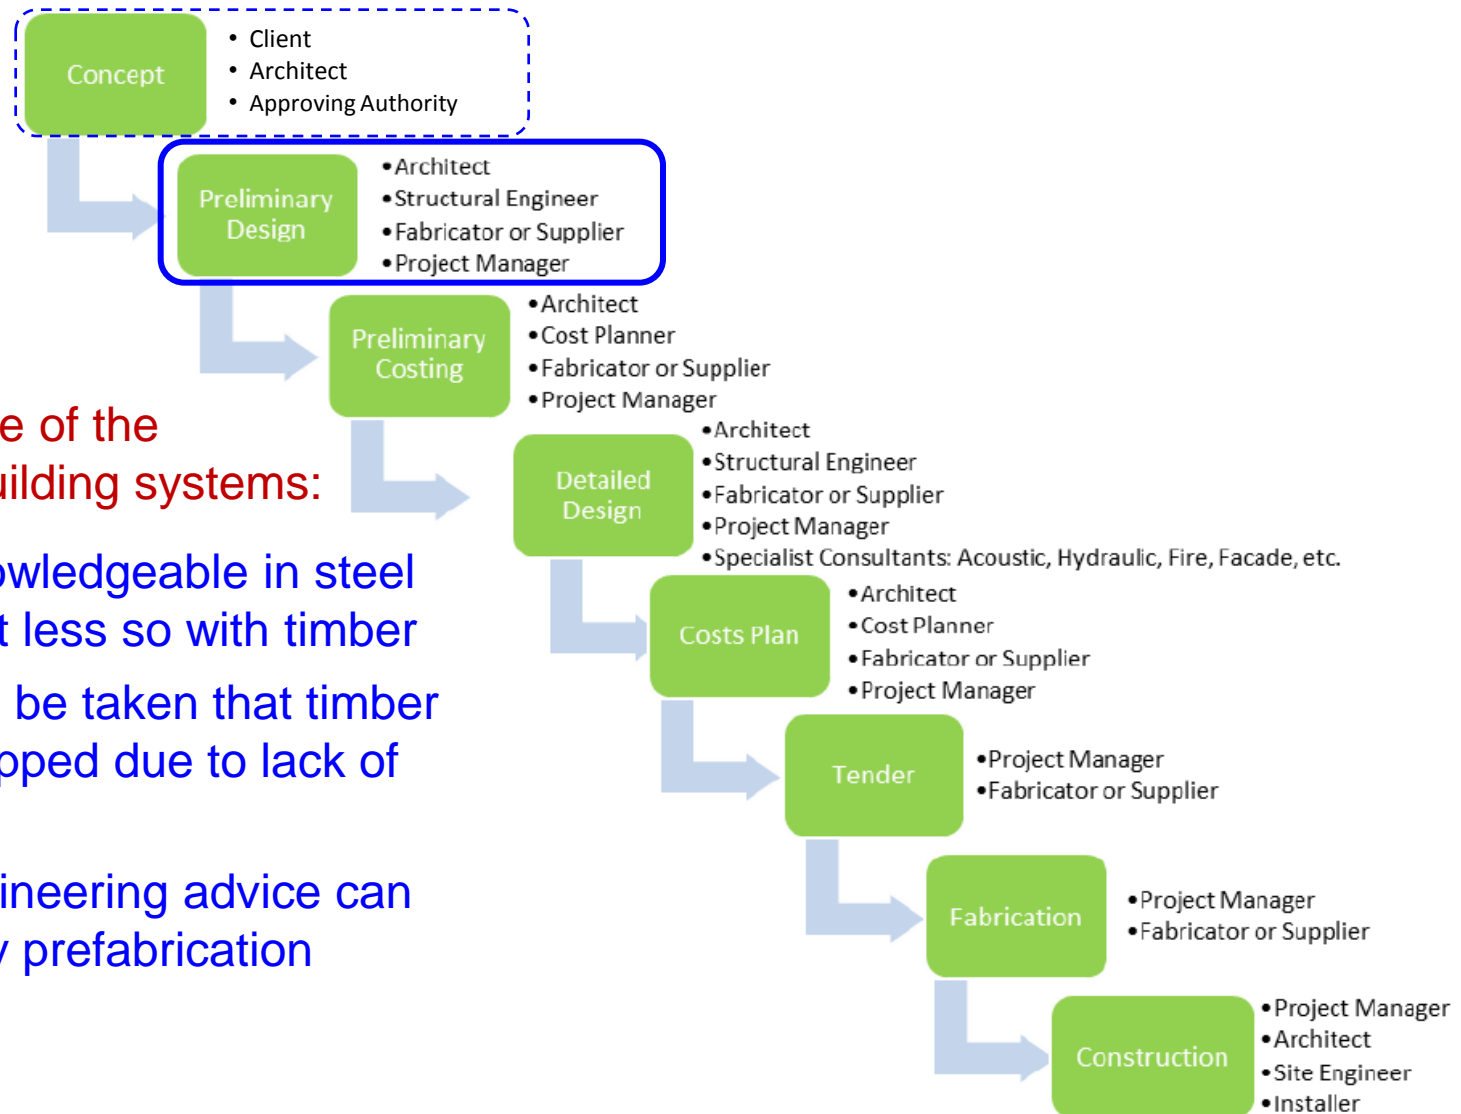 Concept
• Client
• Architect
• Approving Authority
Preliminary
Design
•Architect
•Structural Engineer
•Fabricator or Supplier
•Project Manager
Preliminary
Costing
•Architect
•Cost Planner
•Fabricator or Supplier
•Project Manager
e of the
uilding systems:
owledgeable in steel
t less so with timber
be taken that timber
pped due to lack of
ineering advice can
y prefabrication
Detailed
Design
•Architect
•Structural Engineer
•Fabricator or Supplier
•Project Manager
•Specialist Consultants: Acoustic, Hydraulic, Fire, Facade, etc.
Costs Plan
•Architect
•Cost Planner
•Fabricator or Supplier
•Project Manager
Tender
•Project Manager
•Fabricator or Supplier
Fabrication
•Project Manager
•Fabricator or Supplier
Construction
•Project Manager
•Architect
•Site Engineer
•Installer